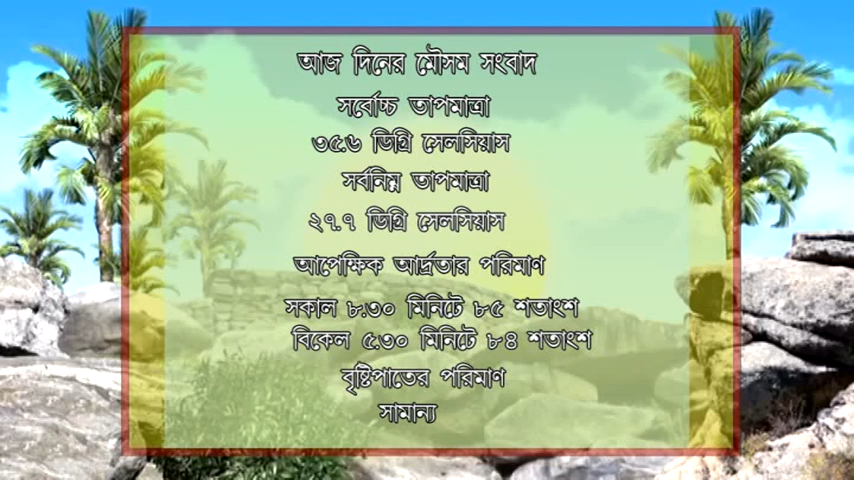 আজ দিনের মৌসম সংবাদ
সর্বোচ্চ তাপমাত্রা
৩৫.৬ ডিগ্রি সেলসিয়াস
সর্বনিম্ন তাপমাত্রা
২৭.৭ ডিগ্রি সেলসিয়াস
আপেক্ষিক আর্দ্রতার পরিমাণ
সকাল ৮.৩০ মিনিটে ৮৫ শতাংশ
বিকেল ৫.৩০ মিনিটে ৮৪ শতাংশ
বৃষ্টিপাতের পরিমাণ
সামান্য